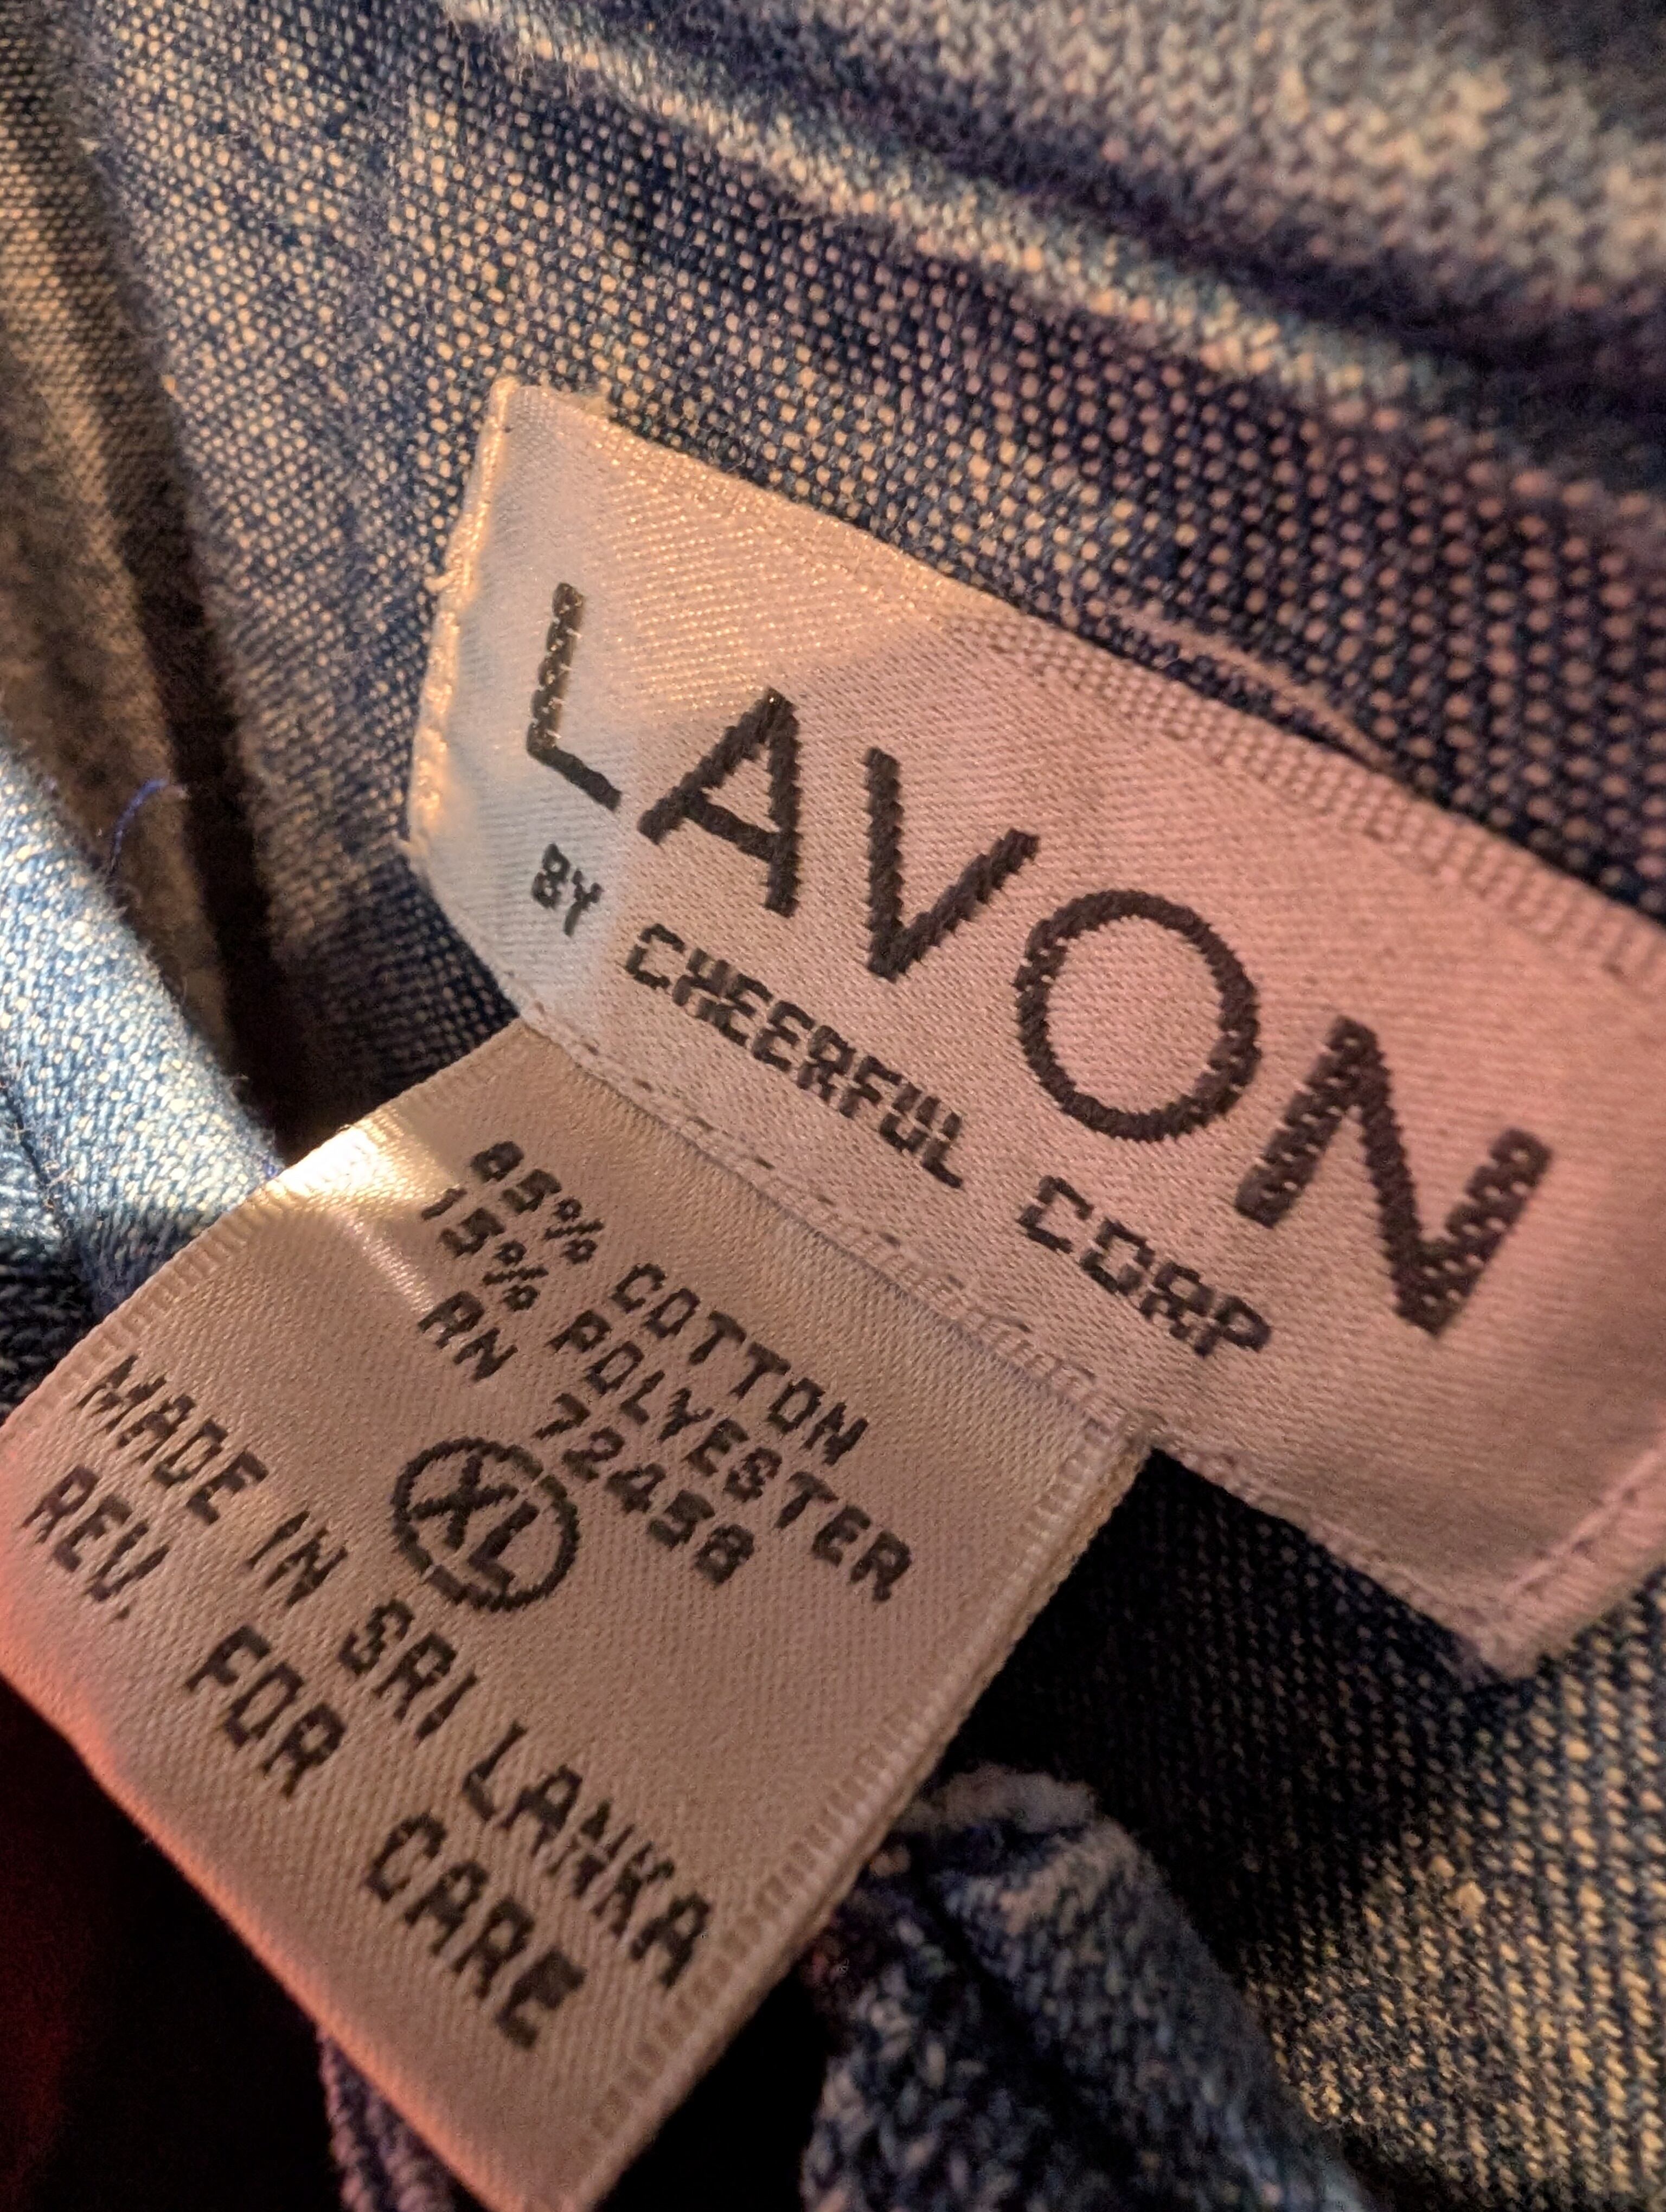 LAVON
BY CHEERFUL CORP
85% COTTON
15% POLYESTER
RN 72458
XL
MADE IN SRI LANKA
REV. FOR CARE